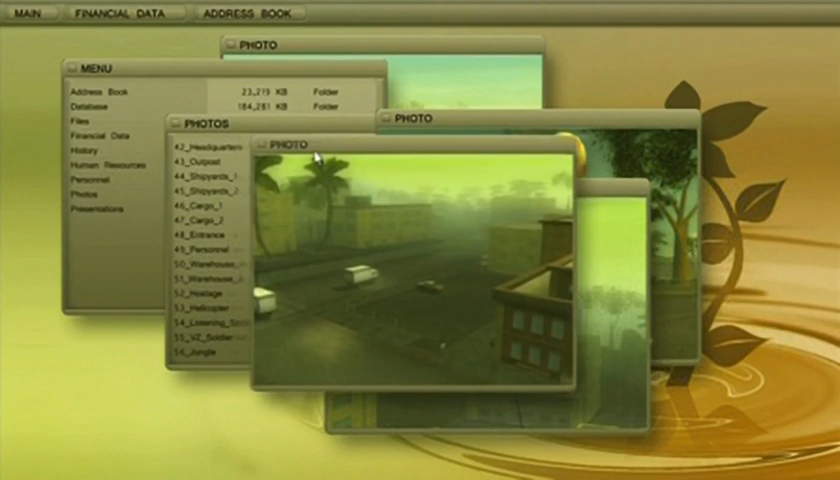 MAIN
FINANCIAL DATA
ADDRESS BOOK
PHOTO
MENU
Address Book 23,219 KB Folder
Database 184,281 KB Folder
Files
Financial Data
History
Human Resources
Personnel
Photos
Presentations
PHOTO
PHOTOS
42_Headquarters
43_Outpost
44_Shipyards_1
45_Shipyards_2
46_Cargo_1
47_Cargo_2
48_Entrance
49_Personnel
50_Warehouse
51_Warehouse
52_Hostage
53_Helicopter
54_Listening
55_VZ_Soldier
56_Jungle
PHOTO